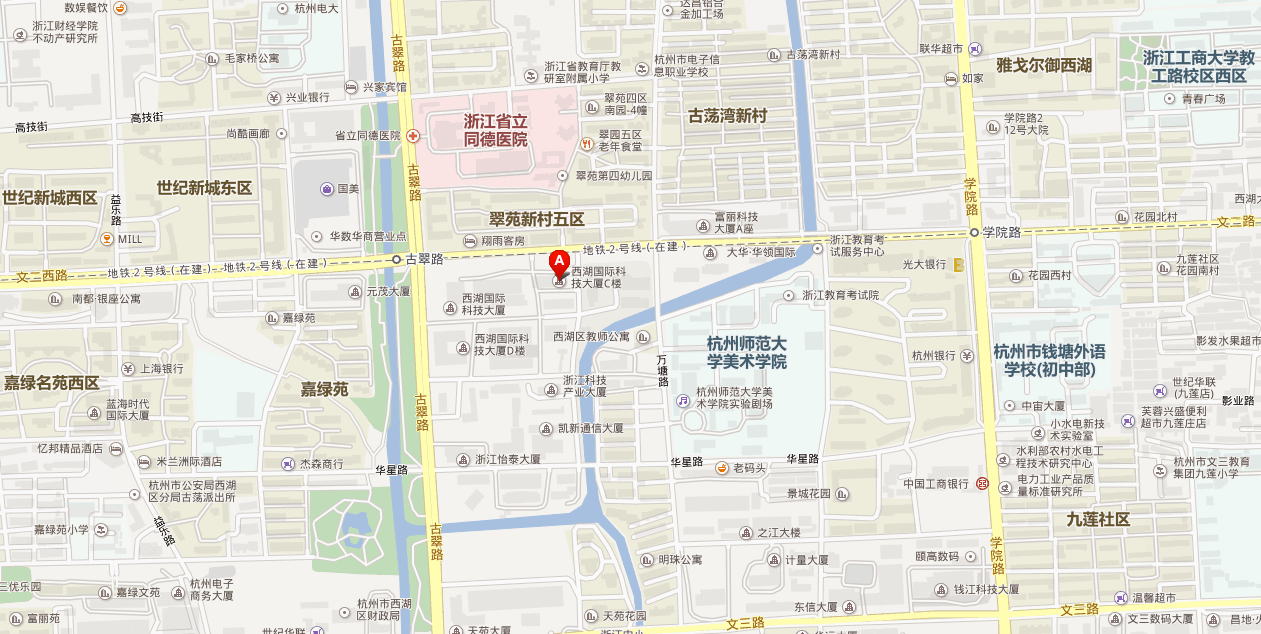 数娱餐饮
杭州电大
达昌铝合
金加工场
浙江财经学院
不动产研究所
古翠路
联华超市
毛家桥公寓
浙江省教育厅教
研室附属小学
杭州市电子信
息职业学校
古荡湾新村
雅戈尔御西湖
浙江工商大学教
工路校区西区
如家
兴业银行
兴家宾馆
翠苑四区
南园-4幢
青春广场
高技街
高技街
尚酷画廊
省立同德医院
浙江省立
同德医院
古荡湾新村
学院路2
12号大院
翠园五区
老年食堂
古翠路
翠苑第四幼儿园
学院路
世纪新城西区
世纪新城东区
国美
益乐路
翠苑新村五区
富丽科技
大厦A座
花园北村
文三路
西湖大
MILL
华数华商营业点
翔雨客房
地铁2号线(在建)
大华·华领国际
浙江教育考
试服务中心
学院路
文二西路
地铁2号线(在建)
地铁2号线(在建)
古翠路
A
西湖国际科
技大厦C楼
光大银行
花园西村
九莲社区
花园南村
南都·银座公寓
元茂大厦
西湖国际
科技大厦
浙江教育考试院
嘉绿苑
西湖国际科
技大厦D楼
西湖区教师公寓
杭州师范大
学美术学院
杭州银行
杭州市钱塘外语
学校(初中部)
影发水果超市
上海银行
万塘路
嘉绿名苑西区
嘉绿苑
浙江科技
产业大厦
杭州师范大学美
术学院实验剧场
世纪华联
(九莲店)
影业路
蓝海时代
国际大厦
古翠路
中宙大厦
芙蓉兴盛便利
超市九莲庄店
凯新通信大厦
小水电新技
术实验室
忆邦精品酒店
米兰洲际酒店
杰森商行
华星路
浙江怡泰大厦
华星路
老码头
华星路
水利部农村水电工
程技术研究中心
杭州市文三教育
集团九莲小学
杭州市公安局西湖
区分局古荡派出所
景城花园
中国工商银行
电力工业产品质
量标准研究所
嘉绿苑小学
益乐路
古翠路
之江大楼
九莲社区
学院路
明珠公寓
计量大厦
颐高数码
三优乐园
嘉绿文苑
杭州电子
商务大厦
钱江科技大厦
富丽苑
杭州市西湖
区财政局
天苑花园
东信大厦
文三路
温馨超市
世纪华联
天苑大厦
文三路
文三数码大厦
昌地·火